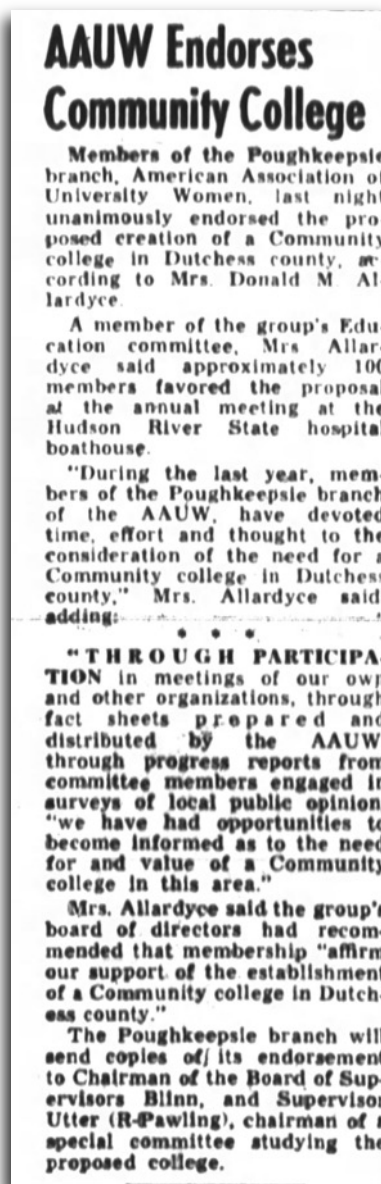 AAUW Endorses
Community College
Members of the Poughkeepsie
branch, American Association of
University Women, last night
unanimously endorsed the pro-
posed creation of a Community
college in Dutchess county, ac-
cording to Mrs. Donald M. Al-
lardyce.
A member of the group's Edu-
cation committee, Mrs Allar-
dyce said approximately 100
members favored the proposal
at the annual meeting at the
Hudson River State hospital
boathouse.
"During the last year, mem-
bers of the Poughkeepsie branch
of the AAUW, have devoted
time, effort and thought to the
consideration of the need for a
Community college in Dutchess
county," Mrs. Allardyce said,
adding:
* * *
"THROUGH PARTICIPA-
TION in meetings of our own
and other organizations, through
fact sheets prepared and
distributed by the AAUW,
through progress reports from
committee members engaged in
surveys of local public opinion,
"we have had opportunities to
become informed as to the need
for and value of a Community
college in this area."
Mrs. Allardyce said the group's
board of directors had recom-
mended that membership "affirm
our support of the establishment
of a Community college in Dutch-
ess county."
The Poughkeepsie branch will
send copies of its endorsement
to Chairman of the Board of Sup-
ervisors Blinn, and Supervisor
Utter (R-Pawling), chairman of a
special committee studying the
proposed college.